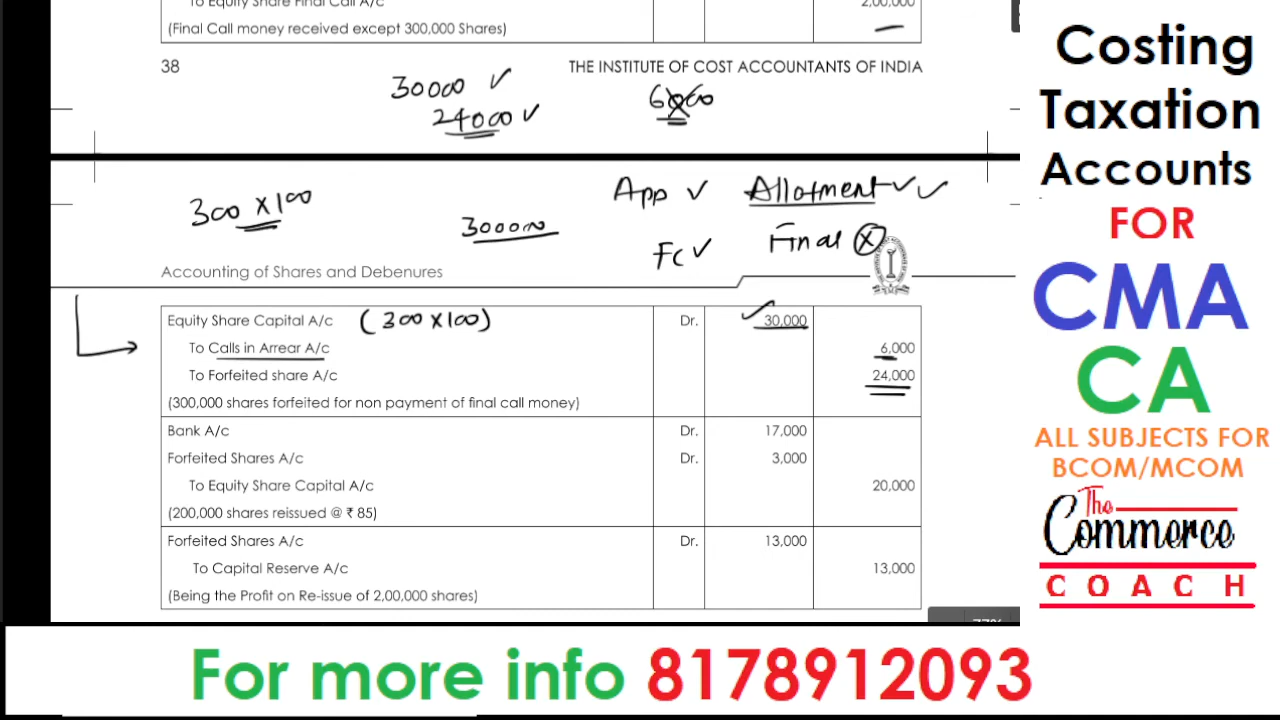 To Equity Share Final Call A/c 2,00,000
(Final Call money received except 300,000 Shares)
38 THE INSTITUTE OF COST ACCOUNTANTS OF INDIA
30000 ✓
24000 ✓ 6000
300 × 100 300000 App ✓ Allotment ✓ ✓
FC ✓ Final ⓧ
Accounting of Shares and Debenures
Equity Share Capital A/c (300 × 100) Dr. 30,000
To Calls in Arrear A/c 6,000
To Forfeited share A/c 24,000
(300,000 shares forfeited for non payment of final call money)
Bank A/c Dr. 17,000
Forfeited Shares A/c Dr. 3,000
To Equity Share Capital A/c 20,000
(200,000 shares reissued @ ₹ 85)
Forfeited Shares A/c Dr. 13,000
To Capital Reserve A/c 13,000
(Being the Profit on Re-issue of 2,00,000 shares)
Costing
Taxation
Accounts
FOR
CMA
CA
ALL SUBJECTS FOR
BCOM/MCOM
The
Commerce
COACH
For more info 8178912093